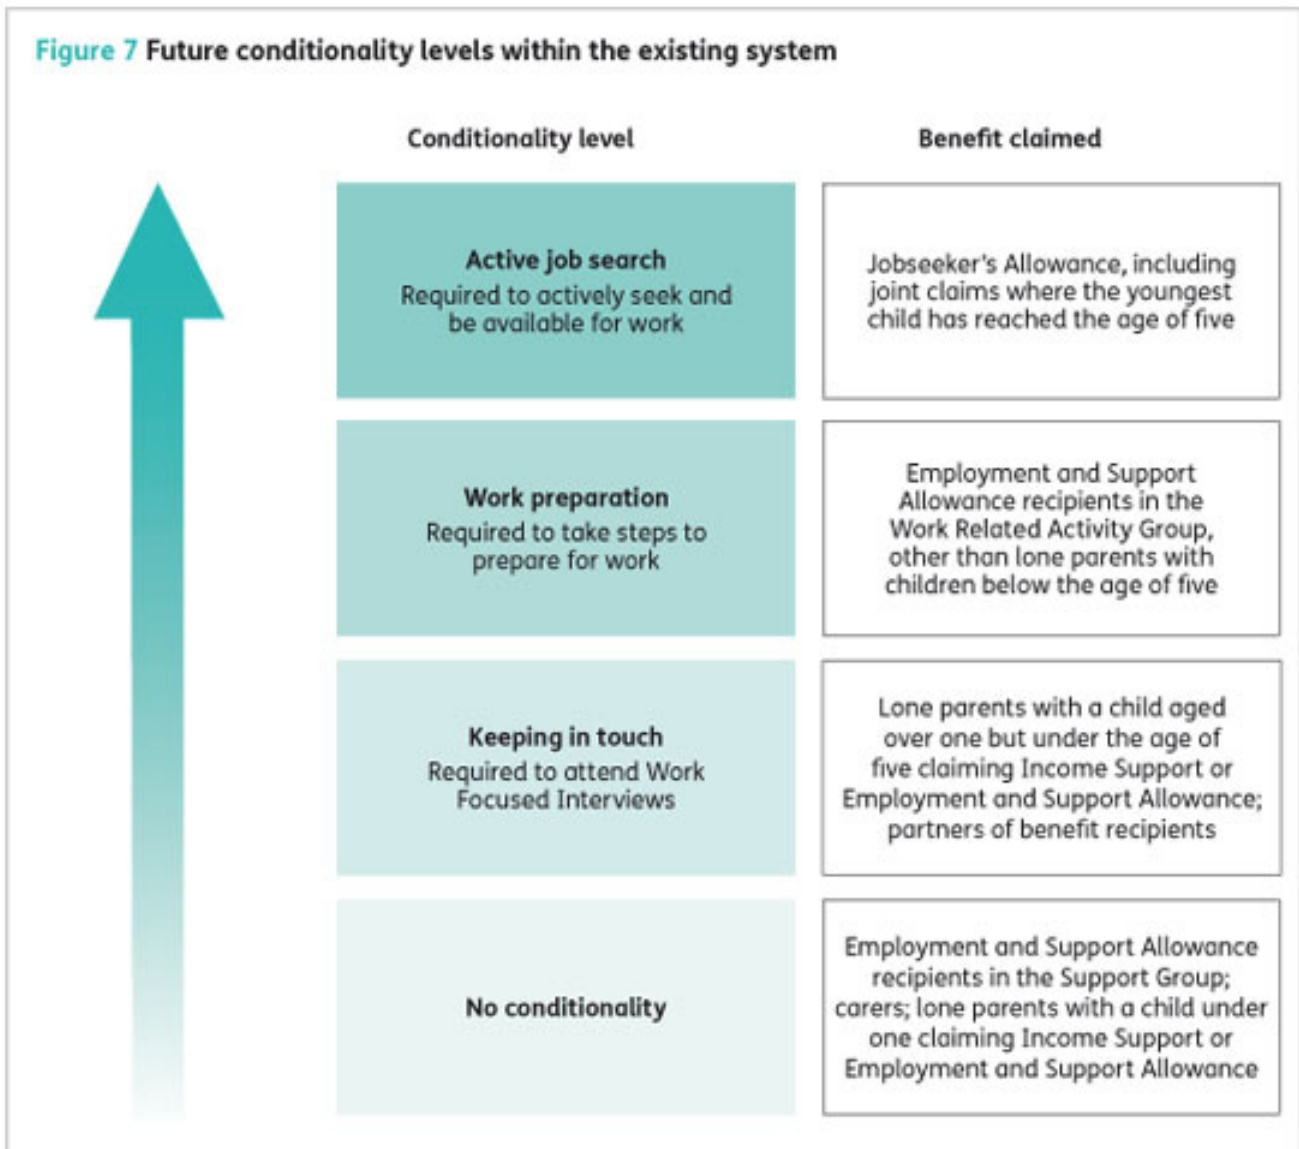 Figure 7 Future conditionality levels within the existing system
Conditionality level
Benefit claimed
Active job search
Required to actively seek and
be available for work
Jobseeker's Allowance, including
joint claims where the youngest
child has reached the age of five
Work preparation
Required to take steps to
prepare for work
Employment and Support
Allowance recipients in the
Work Related Activity Group,
other than lone parents with
children below the age of five
Keeping in touch
Required to attend Work
Focused Interviews
Lone parents with a child aged
over one but under the age of
five claiming Income Support or
Employment and Support Allowance;
partners of benefit recipients
No conditionality
Employment and Support Allowance
recipients in the Support Group;
carers; lone parents with a child under
one claiming Income Support or
Employment and Support Allowance